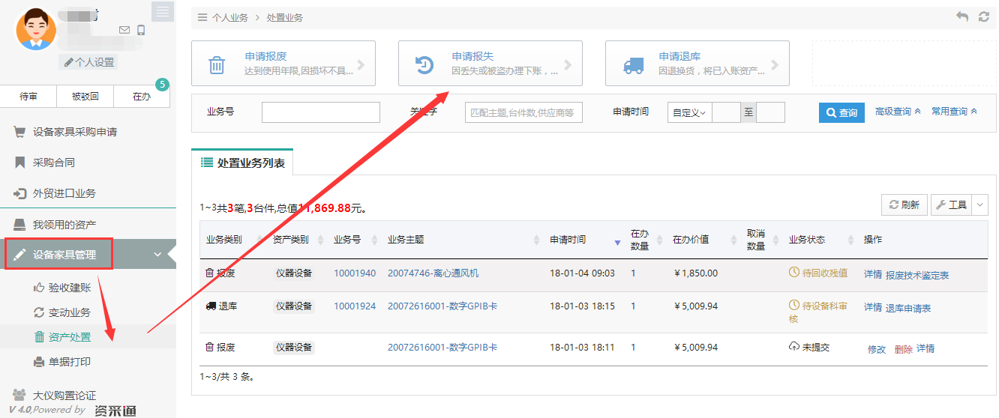 个人设置
待审 被驳回 在办 5
设备家具采购申请
采购合同
外贸进口业务
我领用的资产
设备家具管理
验收建账
变动业务
资产处置
单据打印
大仪购置论证
V 4.0,Powered by 资采通
个人业务 > 处置业务
申请报废
达到使用年限,因损坏不具...
申请报失
因丢失或被盗办理下账，...
申请退库
因退换货，将已入账资产...
业务号 关键字 匹配主题,台件数,供应商等 申请时间 自定义 至 查询 高级查询 常用查询
处置业务列表
1~3共3笔,3台件,总值11,869.88元。 刷新 工具
业务类别 资产类别 业务号 业务主题 申请时间 在办数量 在办价值 取消数量 业务状态 操作
报废 仪器设备 10001940 20074746-离心通风机 18-01-04 09:03 1 ￥1,850.00 待回收残值 详情 报废技术鉴定表
退库 仪器设备 10001924 20072616001-数字GPIB卡 18-01-03 18:15 1 ￥5,009.94 待设备科审核 详情 退库申请表
报废 仪器设备 20072616001-数字GPIB卡 18-01-03 18:11 1 ￥5,009.94 未提交 修改 删除 详情
1~3/共 3 条。